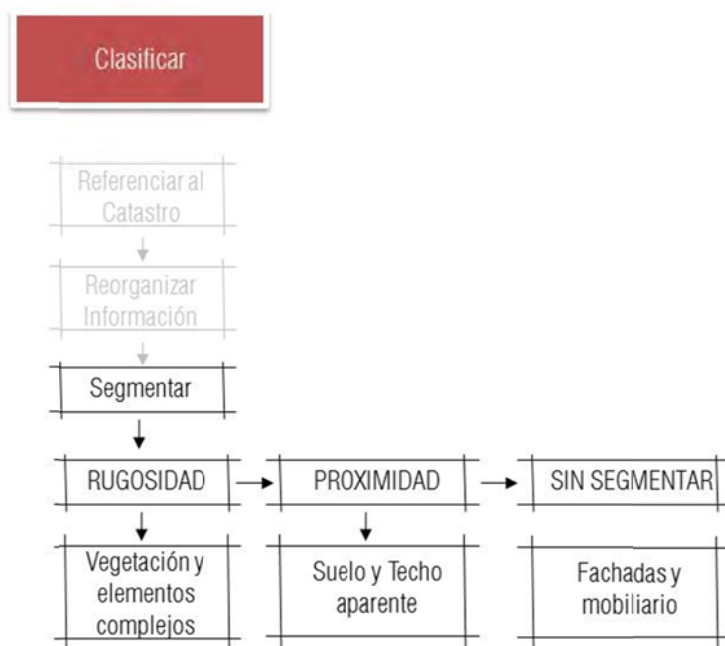 Clasificar
Referenciar al
Catastro
Reorganizar
Información
Segmentar
RUGOSIDAD
PROXIMIDAD
SIN SEGMENTAR
Vegetación y
elementos
complejos
Suelo y Techo
aparente
Fachadas y
mobiliario